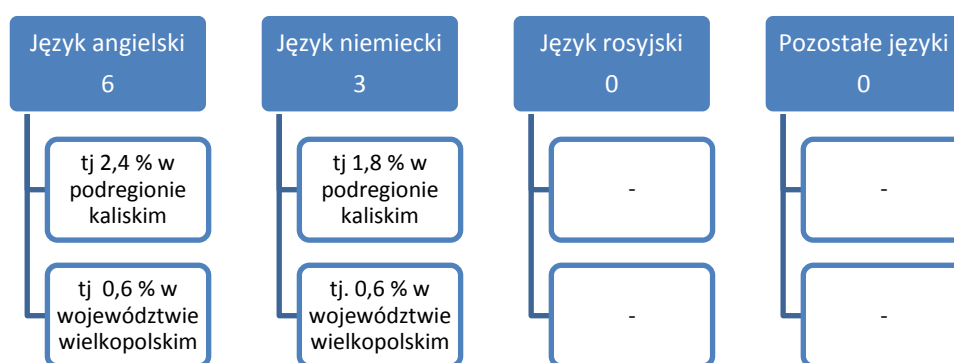 Język angielski
6
tj 2,4 % w
podregionie
kaliskim
tj 0,6 % w
województwie
wielkopolskim
Język niemiecki
3
tj 1,8 % w
podregionie
kaliskim
tj. 0,6 % w
województwie
wielkopolskim
Język rosyjski
0
-
-
Pozostałe języki
0
-
-